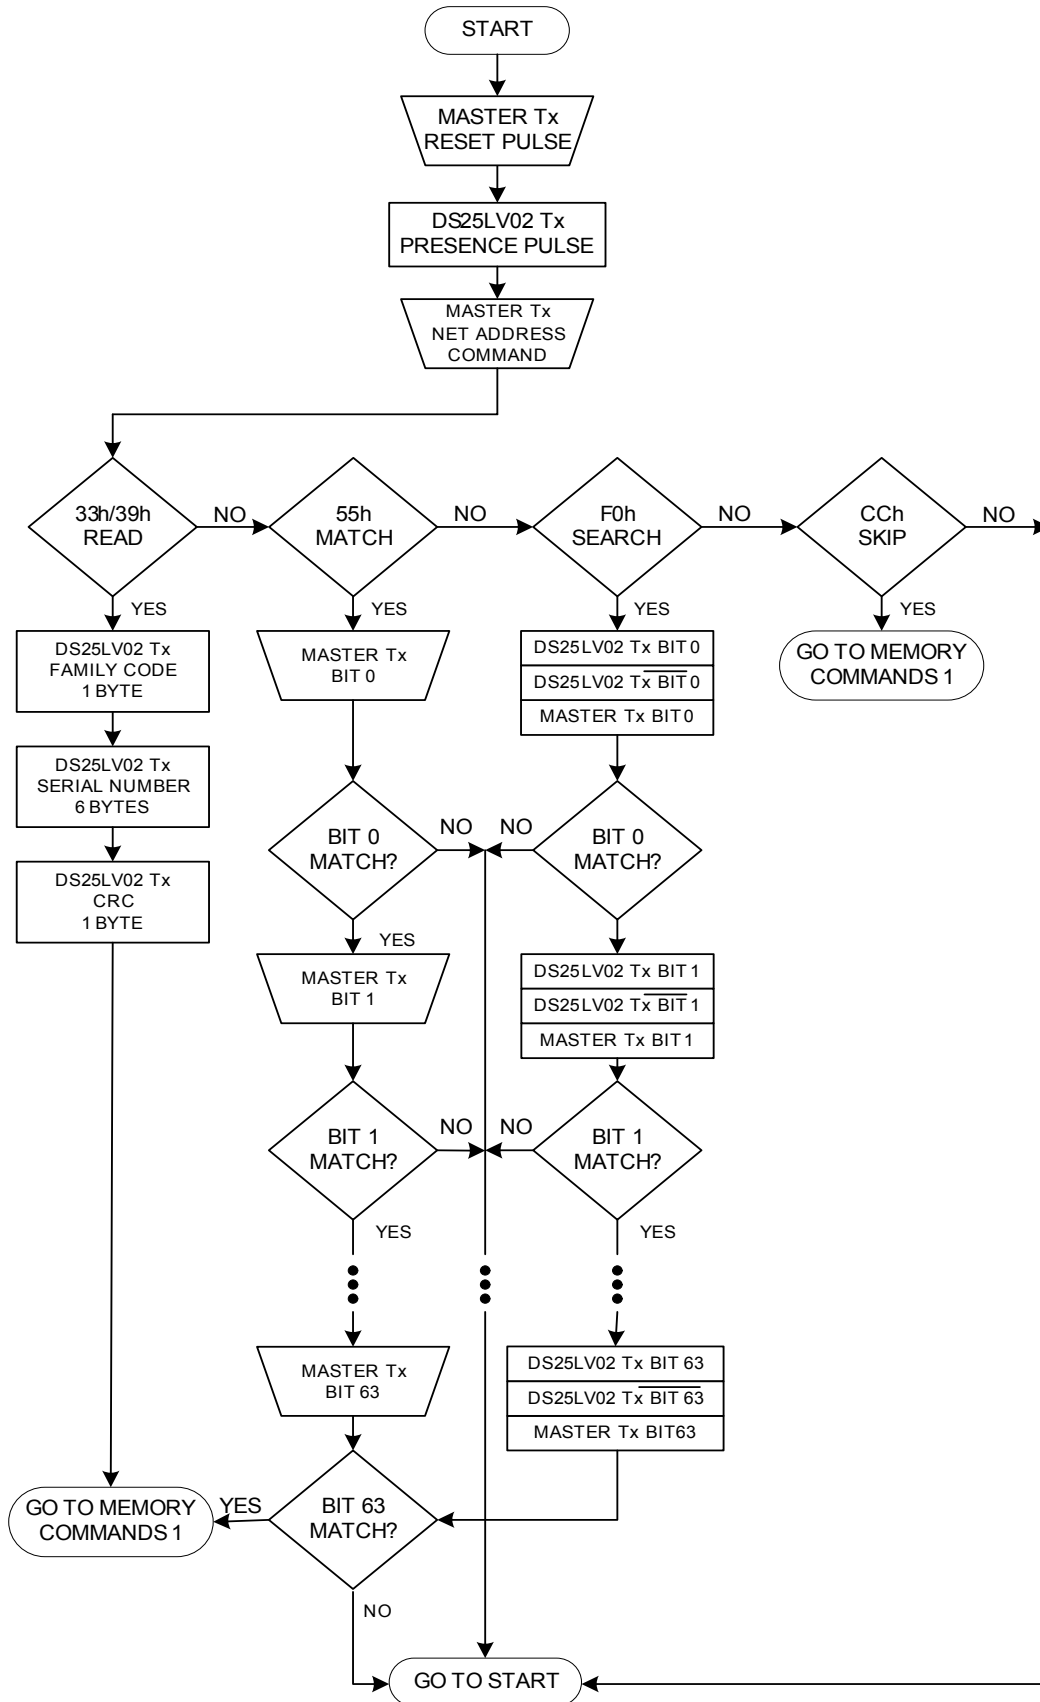 START
MASTER Tx
RESET PULSE
DS25LV02 Tx
PRESENCE PULSE
MASTER Tx
NET ADDRESS
COMMAND
33h/39h
READ
NO
55h
MATCH
NO
F0h
SEARCH
NO
CCh
SKIP
NO
YES
YES
YES
YES
DS25LV02 Tx
FAMILY CODE
1 BYTE
MASTER Tx
BIT 0
DS25LV02 Tx BIT 0
DS25LV02 Tx BIT 0
MASTER Tx BIT 0
GO TO MEMORY
COMMANDS 1
DS25LV02 Tx
SERIAL NUMBER
6 BYTES
BIT 0
MATCH?
NO
NO
BIT 0
MATCH?
DS25LV02 Tx
CRC
1 BYTE
YES
MASTER Tx
BIT 1
DS25LV02 Tx BIT 1
DS25LV02 Tx BIT 1
MASTER Tx BIT 1
BIT 1
MATCH?
NO
NO
BIT 1
MATCH?
YES
YES
MASTER Tx
BIT 63
DS25LV02 Tx BIT 63
DS25LV02 Tx BIT 63
MASTER Tx BIT63
GO TO MEMORY
COMMANDS 1
YES
BIT 63
MATCH?
NO
GO TO START